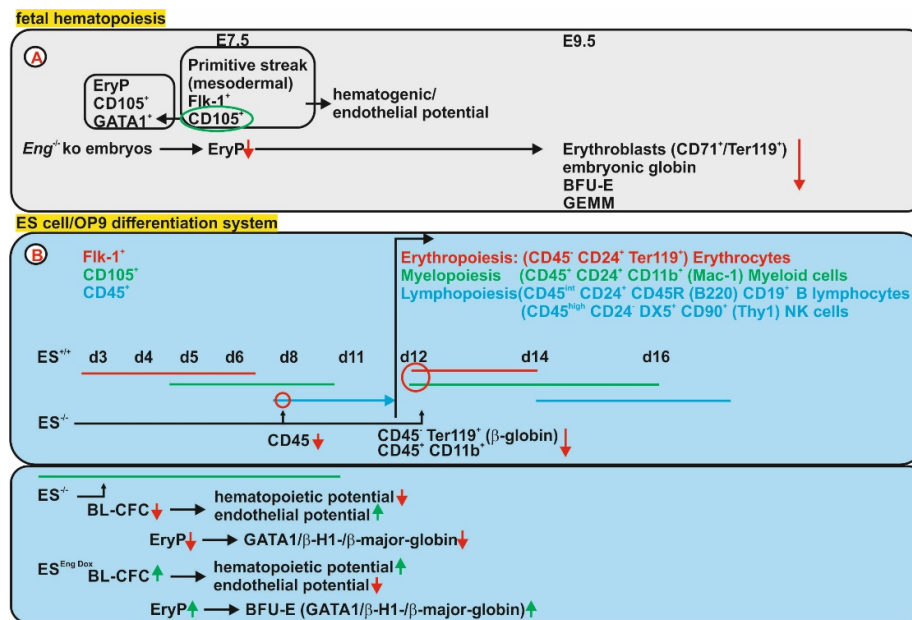 fetal hematopoiesis
A
E7.5 E9.5
Primitive streak
(mesodermal)
Flk-1⁺
CD105⁺
EryP
CD105⁺
GATA1⁺
hematogenic/
endothelial potential
Eng⁻/⁻ ko embryos EryP
Erythroblasts (CD71⁺/Ter119⁺)
embryonic globin
BFU-E
GEMM
ES cell/OP9 differentiation system
B
Flk-1⁺
CD105⁺
CD45⁺
Erythropoiesis: (CD45⁻ CD24⁺ Ter119⁺) Erythrocytes
Myelopoiesis (CD45⁺ CD24⁺ CD11b⁺ (Mac-1) Myeloid cells
Lymphopoiesis(CD45ⁱⁿᵗ CD24⁺ CD45R (B220) CD19⁺ B lymphocytes
(CD45ʰⁱᵍʰ CD24⁻ DX5⁺ CD90⁺ (Thy1) NK cells
ES⁺/⁺ d3 d4 d5 d6 d8 d11 d12 d14 d16
ES⁻/⁻
CD45
CD45⁻ Ter119⁺ (β-globin)
CD45⁺ CD11b⁺
ES⁻/⁻
BL-CFC
hematopoietic potential
endothelial potential
EryP GATA1/β-H1-/β-major-globin
ES^Eng Dox BL-CFC
hematopoietic potential
endothelial potential
EryP BFU-E (GATA1/β-H1-/β-major-globin)